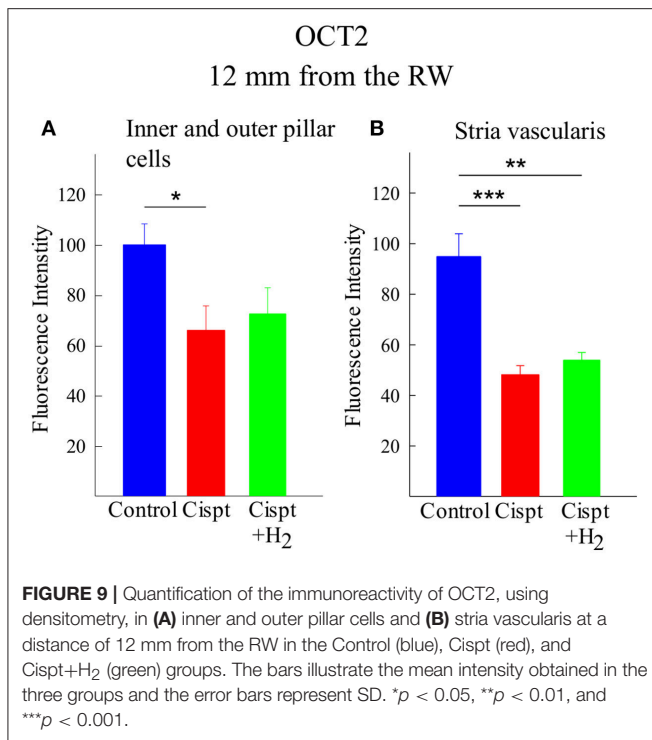 OCT2
12 mm from the RW
A Inner and outer pillar cells
B Stria vascularis
*
**
***
Fluorescence Intenstity
120
100
80
60
40
20
Control Cispt Cispt +H₂
Fluorescence Intensity
120
100
80
60
40
20
Control Cispt Cispt +H₂
FIGURE 9 | Quantification of the immunoreactivity of OCT2, using
densitometry, in (A) inner and outer pillar cells and (B) stria vascularis at a
distance of 12 mm from the RW in the Control (blue), Cispt (red), and
Cispt+H₂ (green) groups. The bars illustrate the mean intensity obtained in the
three groups and the error bars represent SD. *p < 0.05, **p < 0.01, and
***p < 0.001.